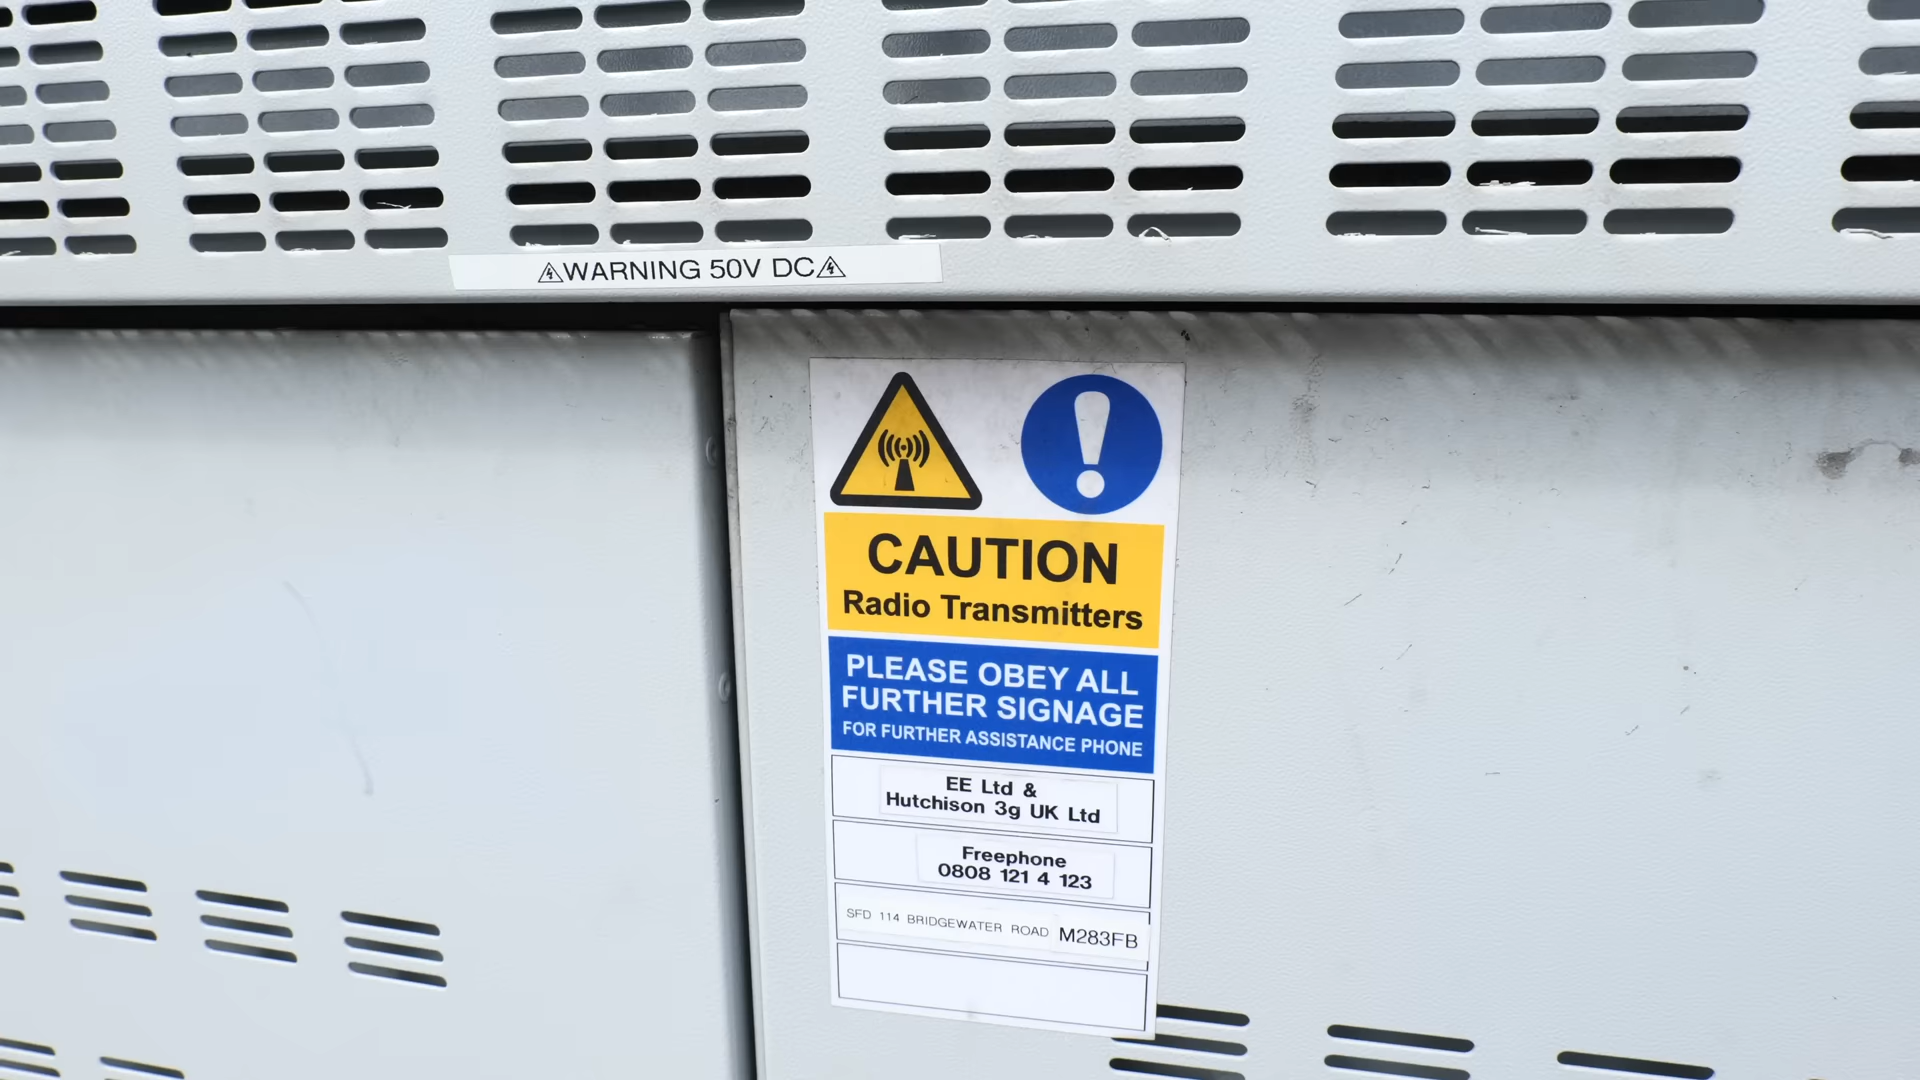 WARNING 50V DC
CAUTION
Radio Transmitters
PLEASE OBEY ALL
FURTHER SIGNAGE
FOR FURTHER ASSISTANCE PHONE
EE Ltd &
Hutchison 3g UK Ltd
Freephone
0808 121 4 123
SFD 114 BRIDGEWATER ROAD M283FB